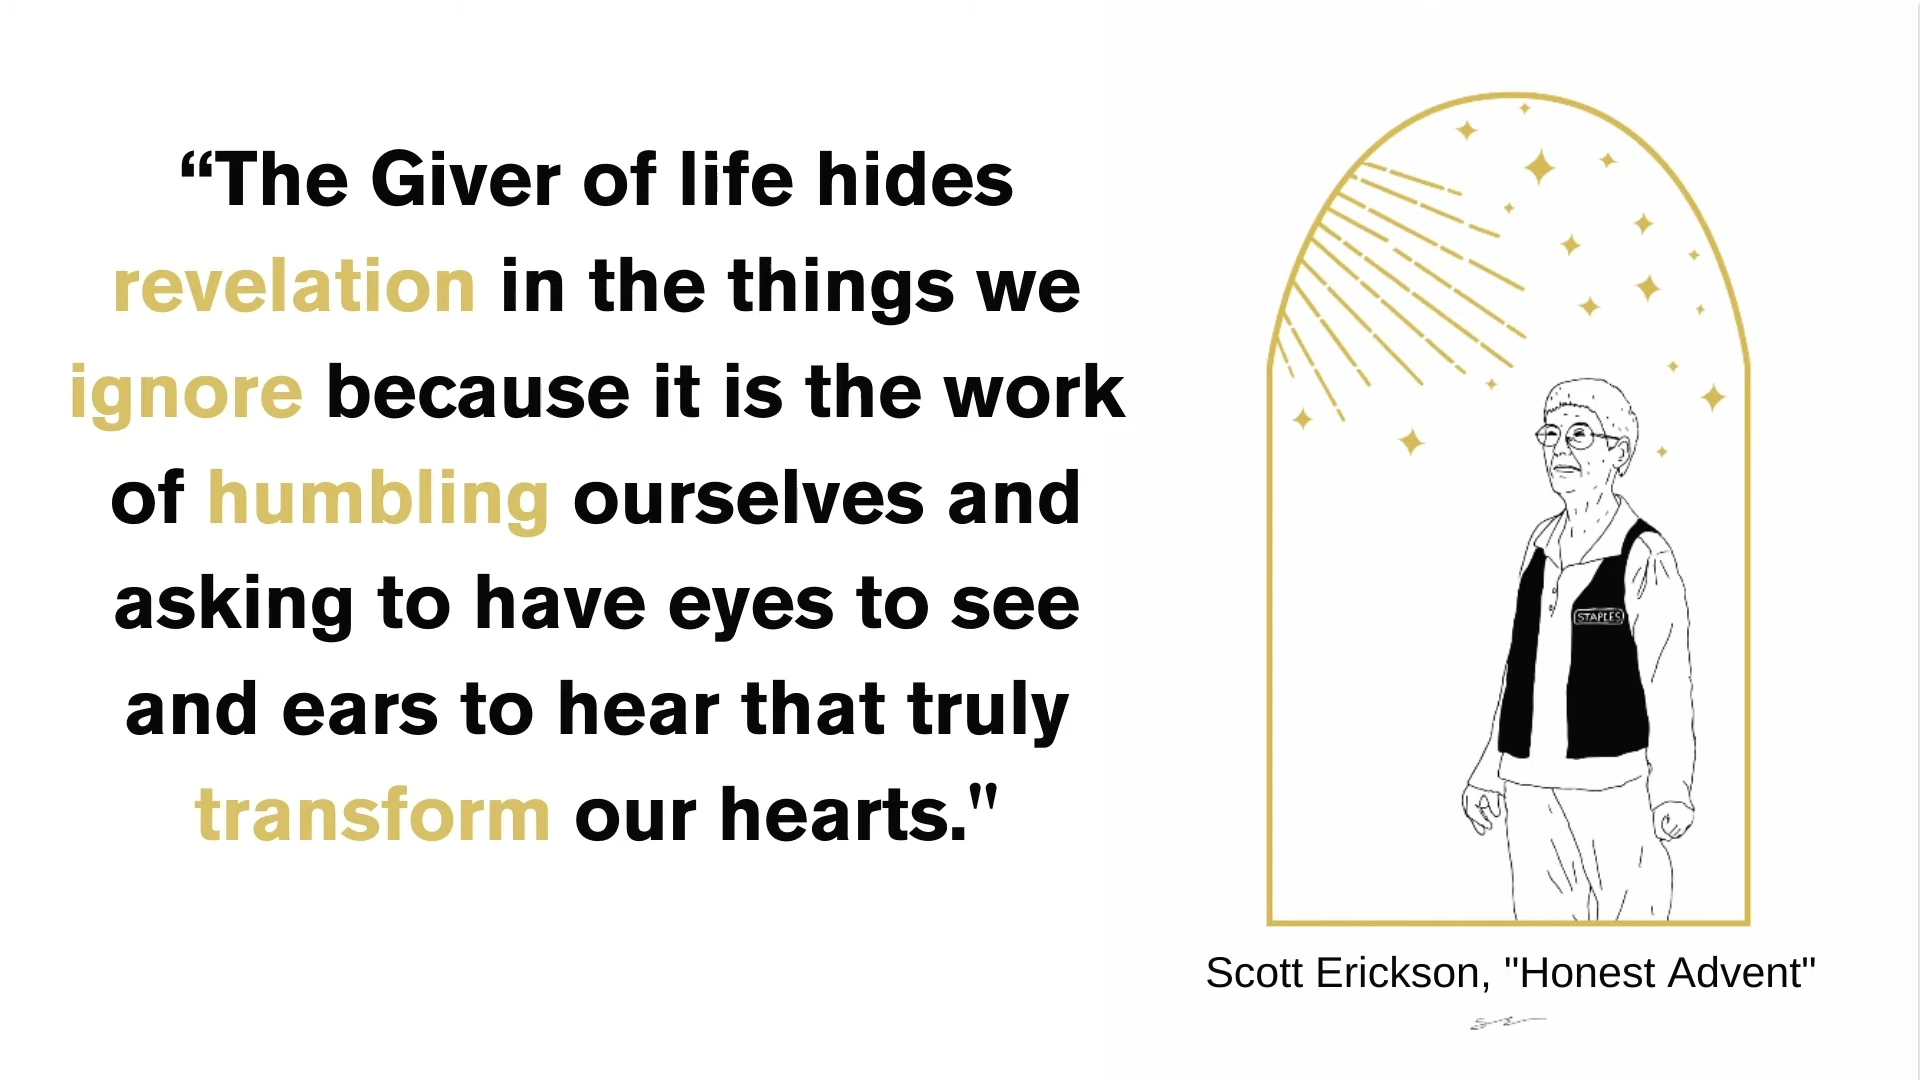 “The Giver of life hides
revelation in the things we
ignore because it is the work
of humbling ourselves and
asking to have eyes to see
and ears to hear that truly
transform our hearts."
STAPLES
Scott Erickson, "Honest Advent"